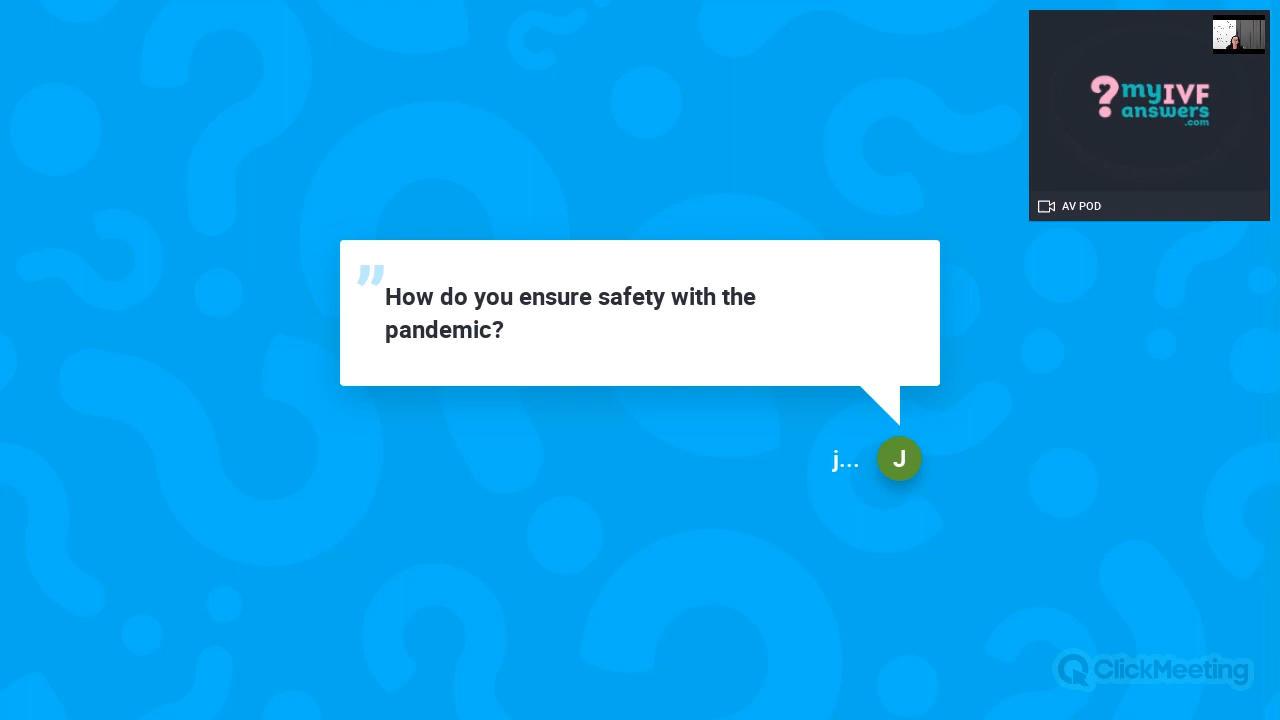 ?myIVF
answers
.com
AV POD
” How do you ensure safety with the
pandemic?
j... J
ClickMeeting